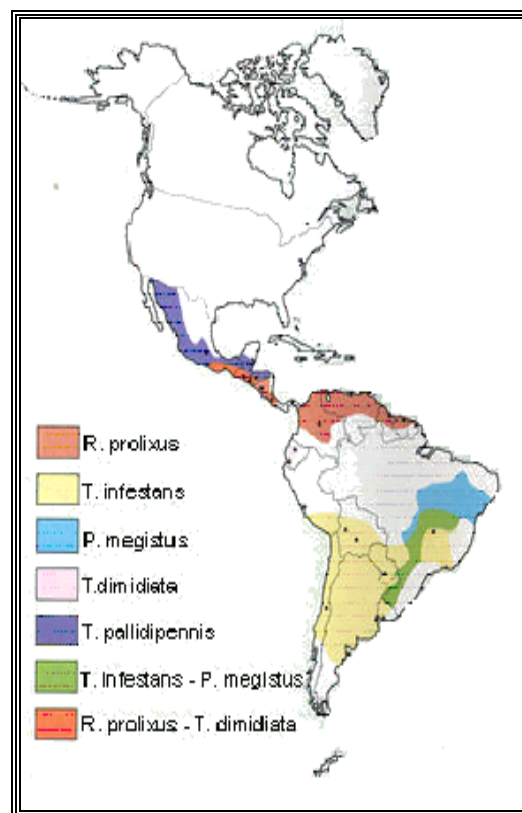 R. prolixus
T. infestans
P. megistus
T.dimidiata
T. pallidipennis
T. Infestans - P. megistus
R. prolixus - T. dimidiata